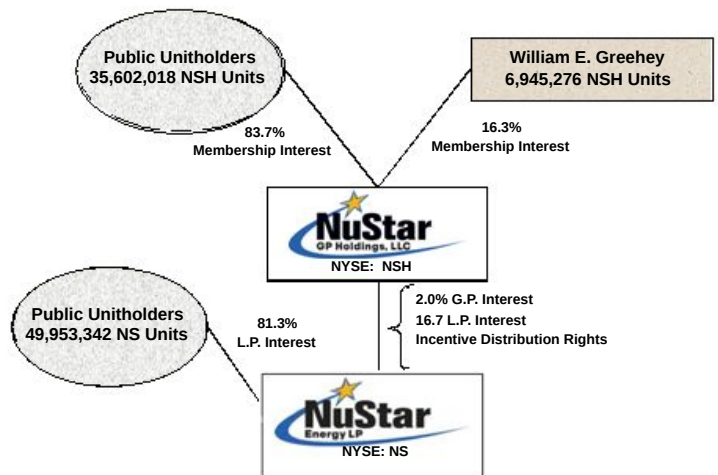 Public Unitholders
35,602,018 NSH Units
William E. Greehey
6,945,276 NSH Units
83.7%
Membership Interest
16.3%
Membership Interest
NuStar
GP Holdings, LLC
NYSE: NSH
Public Unitholders
49,953,342 NS Units
81.3%
L.P. Interest
2.0% G.P. Interest
16.7 L.P. Interest
Incentive Distribution Rights
NuStar
Energy LP
NYSE: NS